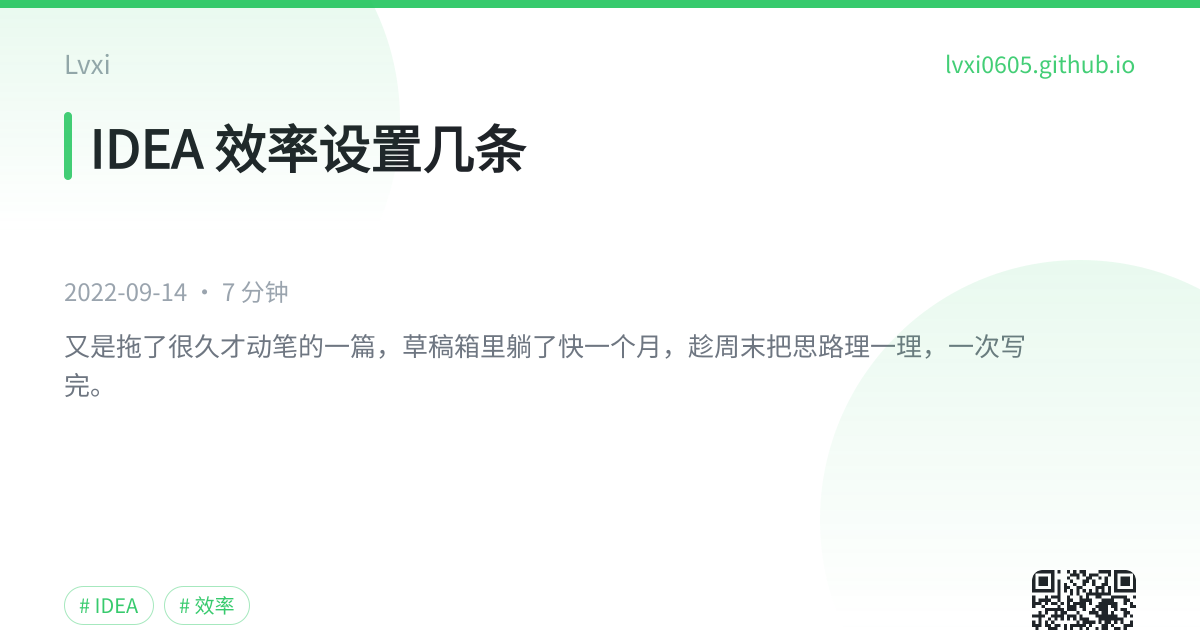 Lvxi
lvxi0605.github.io
IDEA 效率设置几条
2022-09-14 · 7 分钟
又是拖了很久才动笔的一篇，草稿箱里躺了快一个月，趁周末把思路理一理，一次写
完。
# IDEA
# 效率